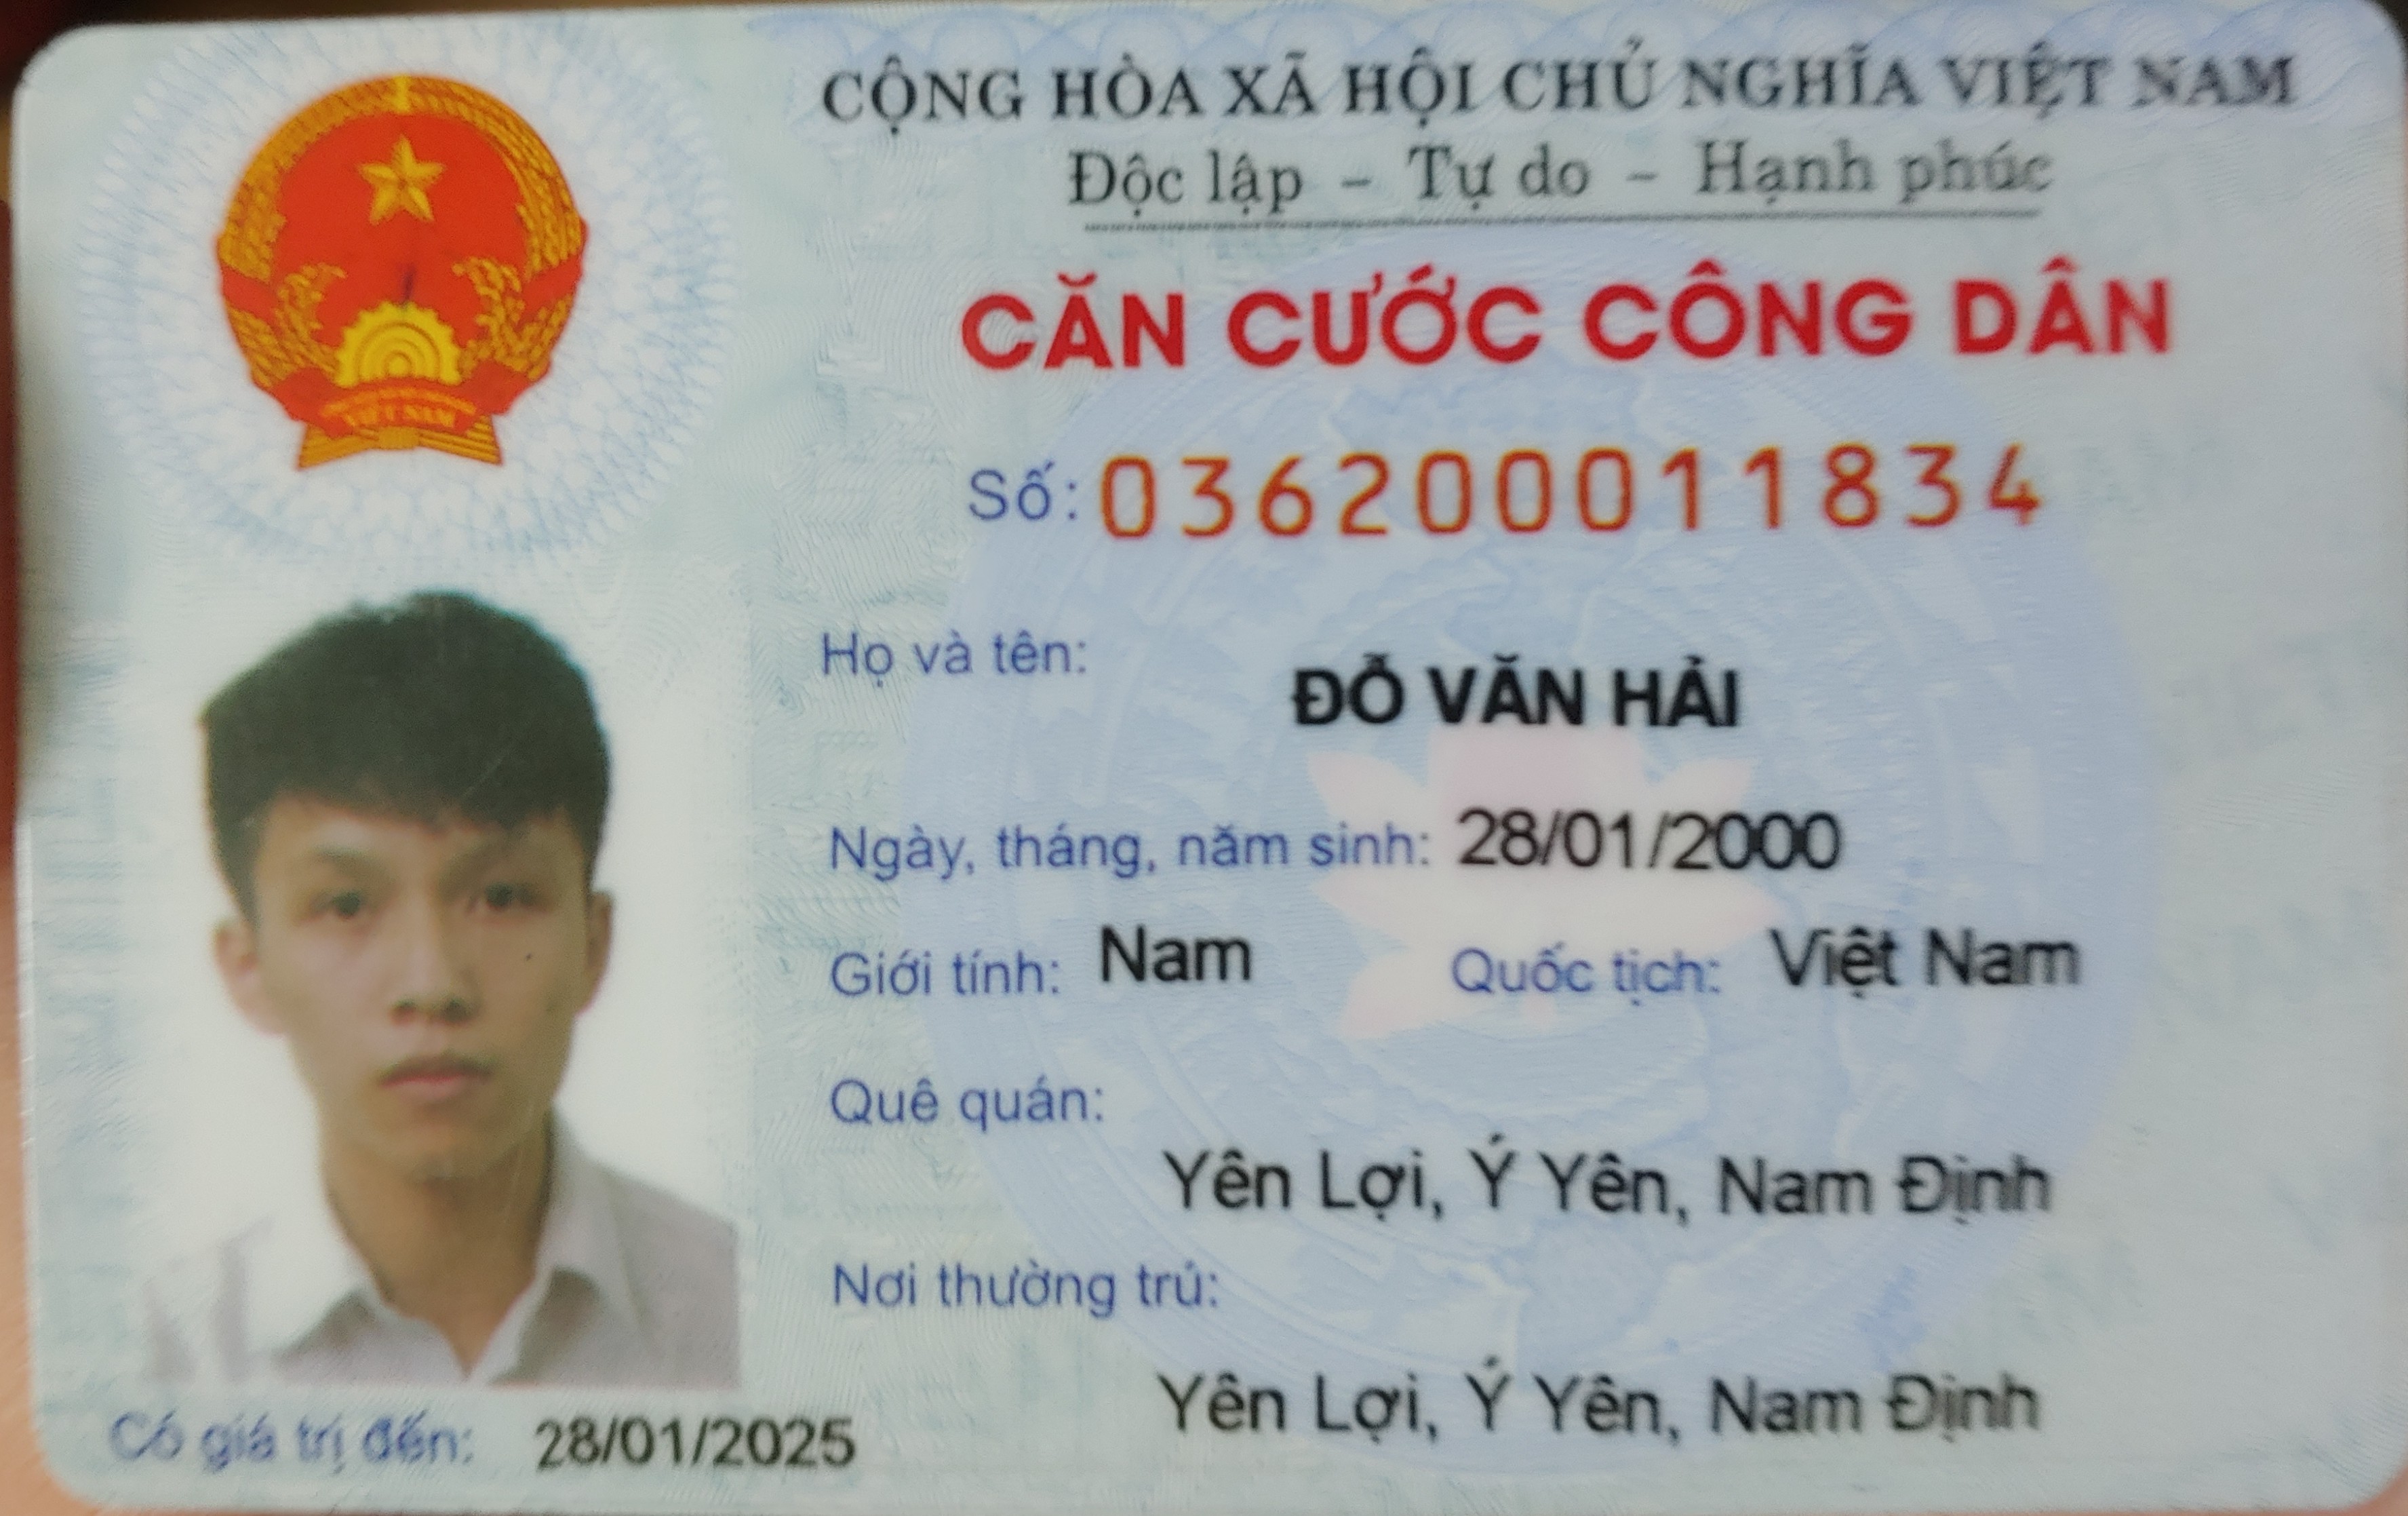 CỘNG HÒA XÃ HỘI CHỦ NGHĨA VIỆT NAM
Độc lập - Tự do - Hạnh phúc
CĂN CƯỚC CÔNG DÂN
Số: 036200011834
Họ và tên:
ĐỖ VĂN HẢI
Ngày, tháng, năm sinh: 28/01/2000
Giới tính: Nam Quốc tịch: Việt Nam
Quê quán:
Yên Lợi, Ý Yên, Nam Định
Nơi thường trú:
Yên Lợi, Ý Yên, Nam Định
Có giá trị đến: 28/01/2025
VIỆT NAM